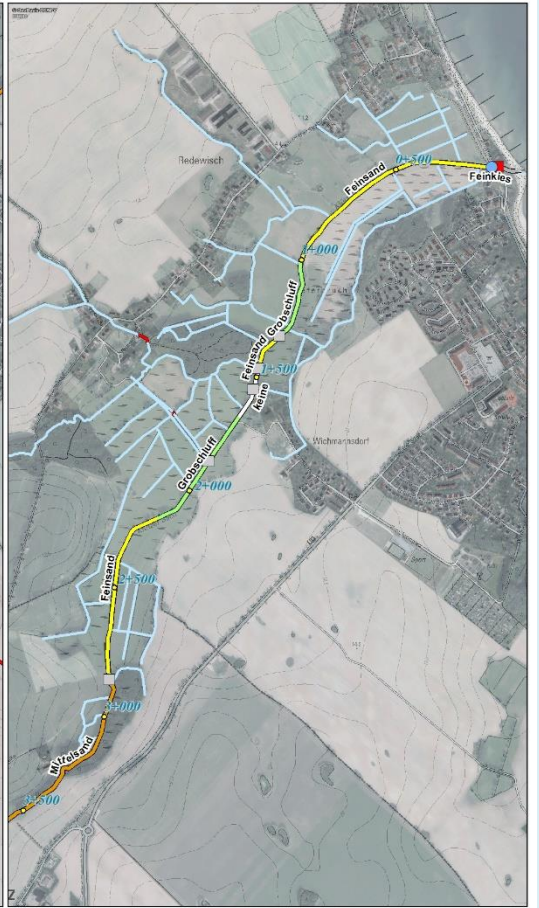 Redewisch
Feinkies
0+500
Feinsand
1+000
Grobschluff
Feinsand
1+500
keine
Wichmannsdorf
Grobschluff
2+000
Feinsand
2+500
3+000
Mittelsand
3+500
Z